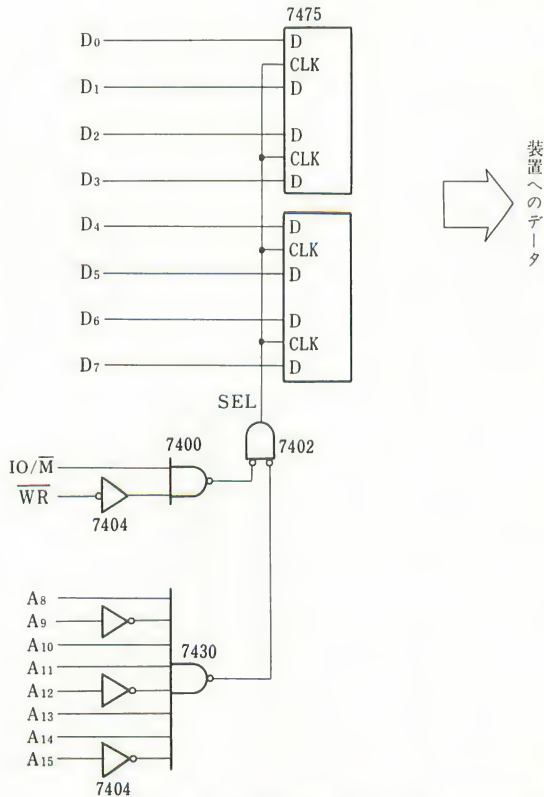 7475
D₀
D
CLK
D₁
D
D₂
D
CLK
D₃
D
D₄
D
CLK
D₅
D
D₆
D
CLK
D₇
D
装置へのデータ
SEL
7400
7402
IO/M̅
W̅R̅
7404
A₈
A₉
A₁₀
7430
A₁₁
A₁₂
A₁₃
A₁₄
A₁₅
7404